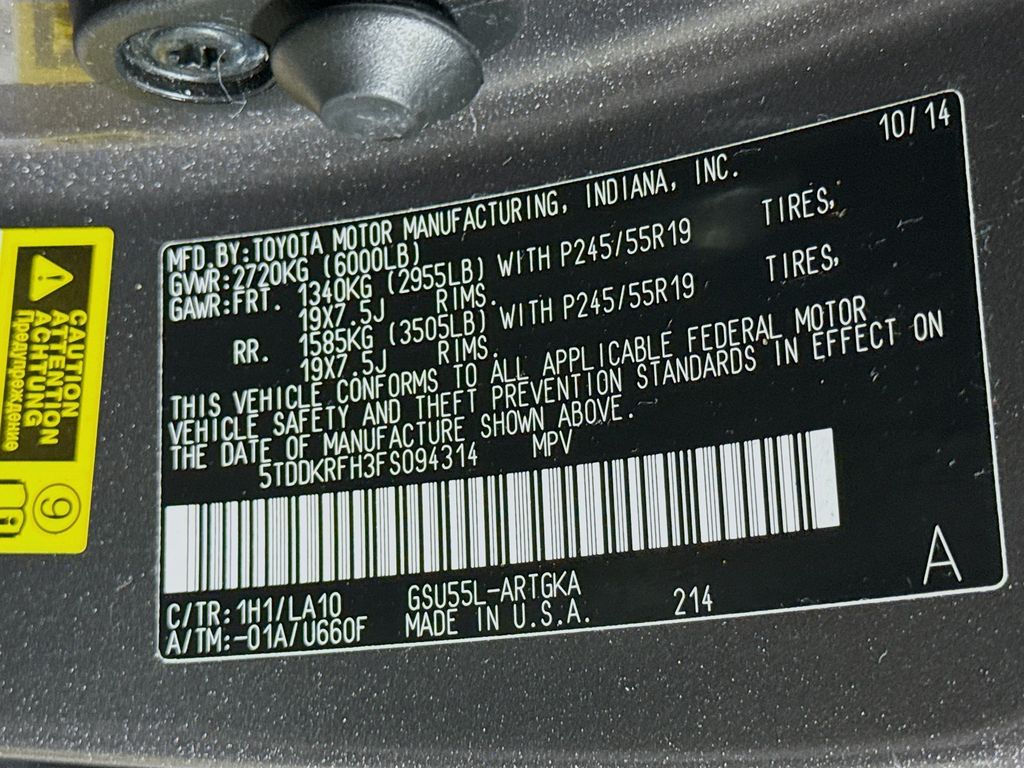 10/14
MFD.BY:TOYOTA MOTOR MANUFACTURING, INDIANA, INC.
GVWR:2720KG (6000LB)
GAWR:FRT. 1340KG (2955LB) WITH P245/55R19 TIRES,
19X7.5J RIMS.
RR. 1585KG (3505LB) WITH P245/55R19 TIRES,
19X7.5J RIMS.
THIS VEHICLE CONFORMS TO ALL APPLICABLE FEDERAL MOTOR
VEHICLE SAFETY AND THEFT PREVENTION STANDARDS IN EFFECT ON
THE DATE OF MANUFACTURE SHOWN ABOVE.
5TDDKRFH3FS094314 MPV
C/TR: 1H1/LA10 GSU55L-ARTGKA
A/TM:-01A/U660F MADE IN U.S.A. 214
A
CAUTION
ATTENTION
ACHTUNG
Предупреждение
9